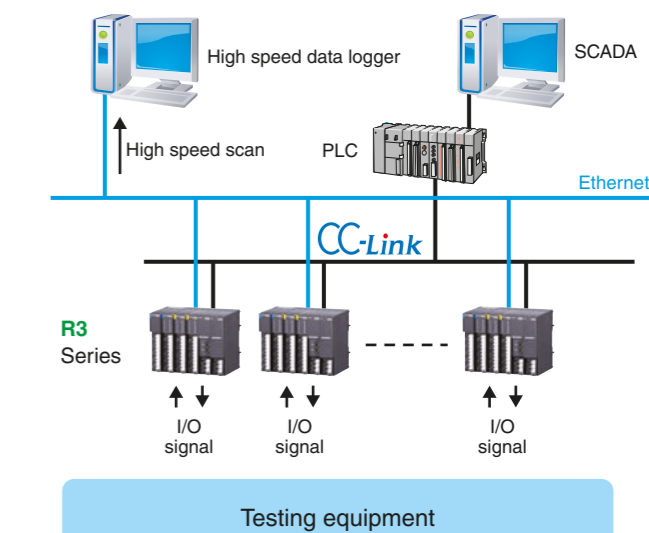 High speed data logger
SCADA
High speed scan
PLC
Ethernet
CC-Link
R3
Series
I/O
signal
I/O
signal
I/O
signal
Testing equipment